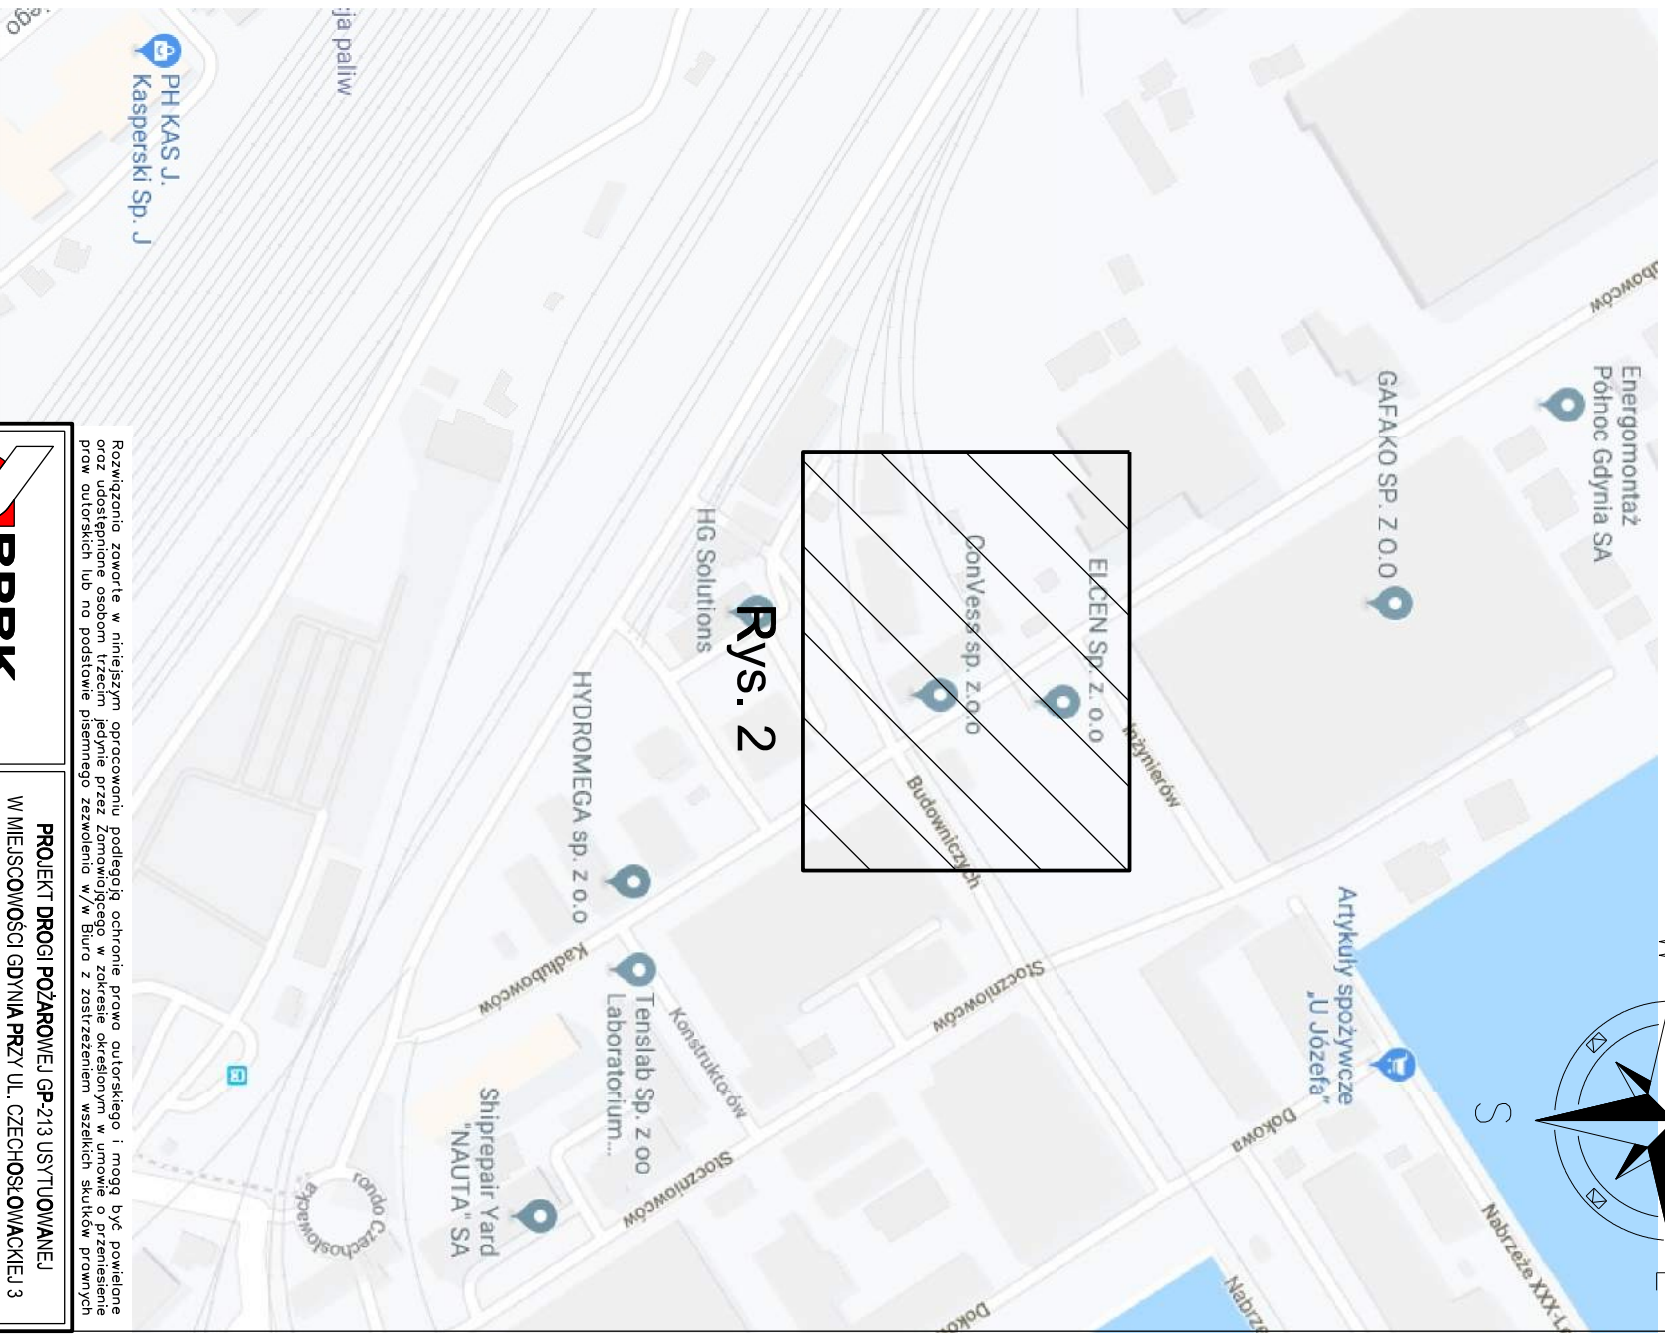 PH KAS J.
Kasperski Sp. J
paliw
Energomontaż
Północ Gdynia SA
GAFAKO SP. Z O.O
ELCEN Sp. z. o.o
ConVess sp. z.o.o
HG Solutions
Rys. 2
Inżynierów
Budowniczych
HYDROMEGA sp. z o.o
Kadłubowców
Tenslab Sp. z oo
Laboratorium...
Konstruktorów
Stoczniowców
Stoczniowców
Shiprepair Yard
"NAUTA" SA
rondo Czechosłowacka
Artykuły spożywcze
„U Józefa”
Dokowa
Nabrzeże
S
Rozwiązania zawarte w niniejszym opracowaniu podlegają ochronie prawa autorskiego i mogą być powielone
oraz udostępnione osobom trzecim jedynie przez Zamawiającego w zakresie określonym w umowie o przeniesienie
praw autorskich lub na podstawie pisemnego zezwolenia w/w Biura z zastrzeżeniem wszelkich skutków prawnych
PROJEKT DROGI POŻAROWEJ GP-213 USYTUOWANEJ
W MIEJSCOWOŚCI GDYNIA PRZY UL. CZECHOSŁOWACKIEJ 3